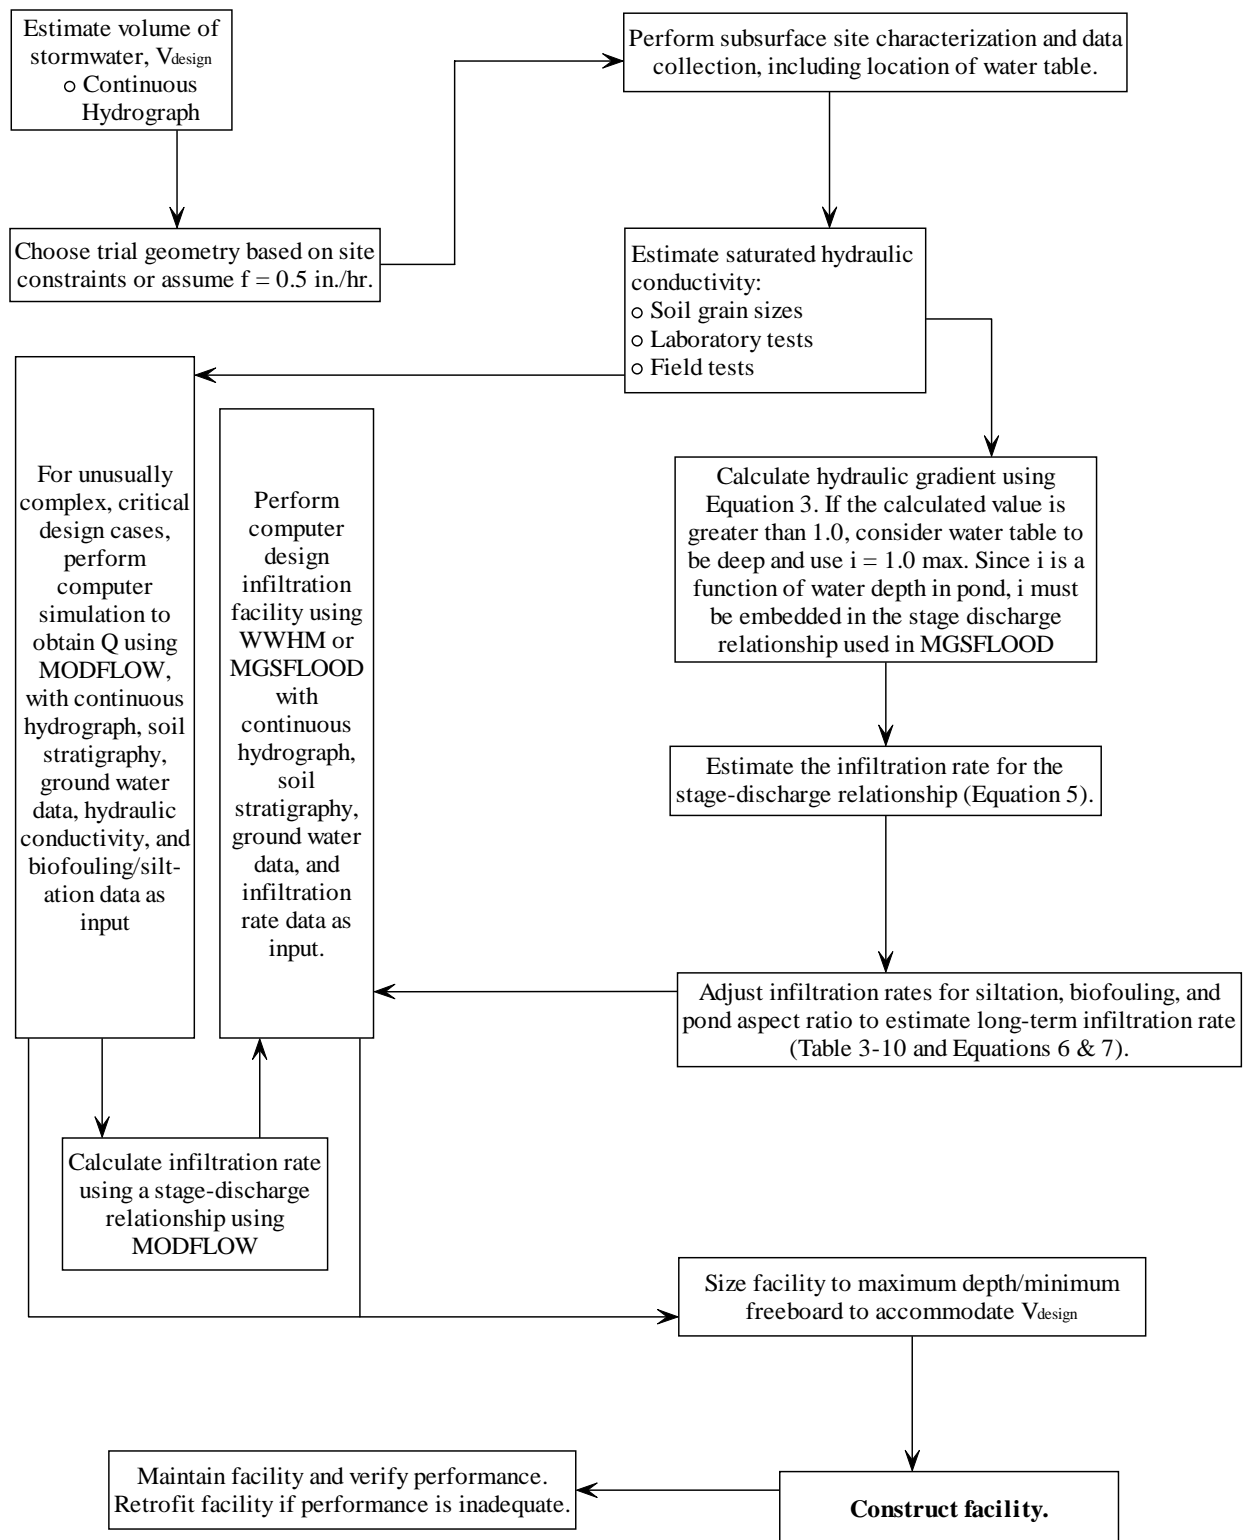 Estimate volume of
stormwater, Vdesign
○ Continuous
Hydrograph
Perform subsurface site characterization and data
collection, including location of water table.
Choose trial geometry based on site
constraints or assume f = 0.5 in./hr.
Estimate saturated hydraulic
conductivity:
○ Soil grain sizes
○ Laboratory tests
○ Field tests
For unusually
complex, critical
design cases,
perform
computer
simulation to
obtain Q using
MODFLOW,
with continuous
hydrograph, soil
stratigraphy,
ground water
data, hydraulic
conductivity, and
biofouling/silt-
ation data as
input
Perform
computer
design
infiltration
facility using
WWHM or
MGSFLOOD
with
continuous
hydrograph,
soil
stratigraphy,
ground water
data, and
infiltration
rate data as
input.
Calculate hydraulic gradient using
Equation 3. If the calculated value is
greater than 1.0, consider water table to
be deep and use i = 1.0 max. Since i is a
function of water depth in pond, i must
be embedded in the stage discharge
relationship used in MGSFLOOD
Estimate the infiltration rate for the
stage-discharge relationship (Equation 5).
Adjust infiltration rates for siltation, biofouling, and
pond aspect ratio to estimate long-term infiltration rate
(Table 3-10 and Equations 6 & 7).
Calculate infiltration rate
using a stage-discharge
relationship using
MODFLOW
Size facility to maximum depth/minimum
freeboard to accommodate Vdesign
Maintain facility and verify performance.
Retrofit facility if performance is inadequate.
Construct facility.